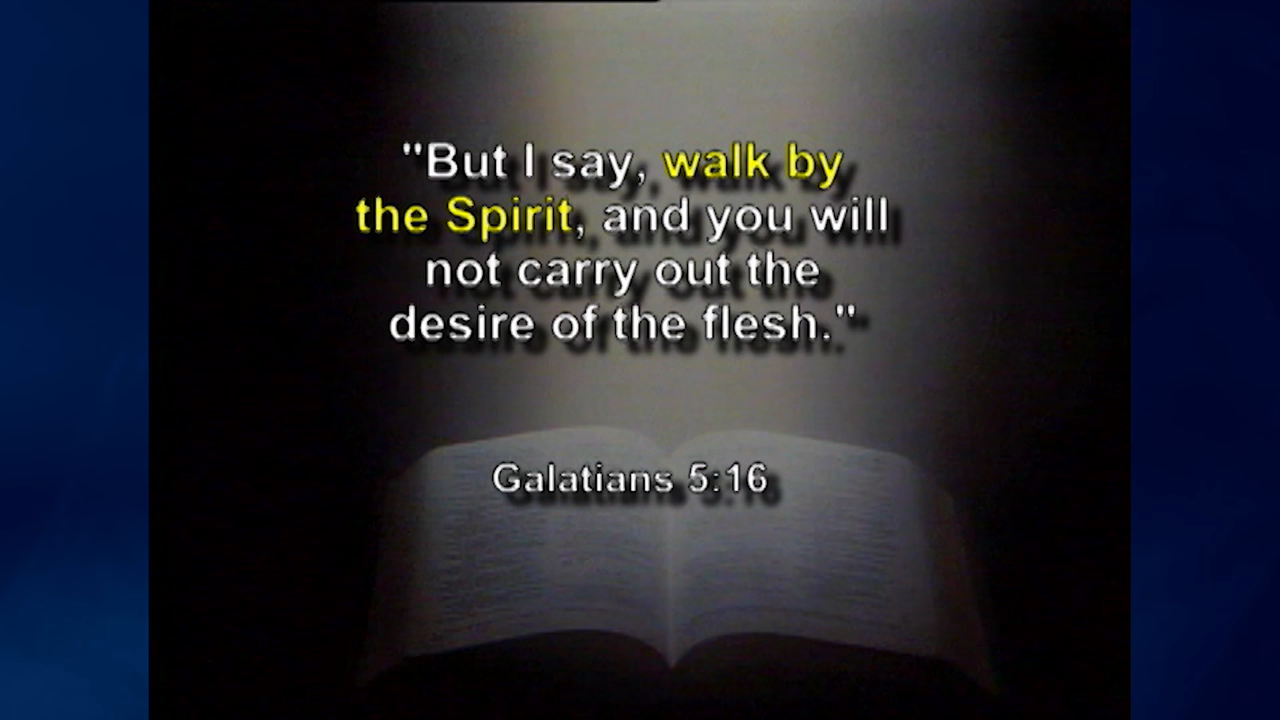 "But I say, walk by
the Spirit, and you will
not carry out the
desire of the flesh."
Galatians 5:16